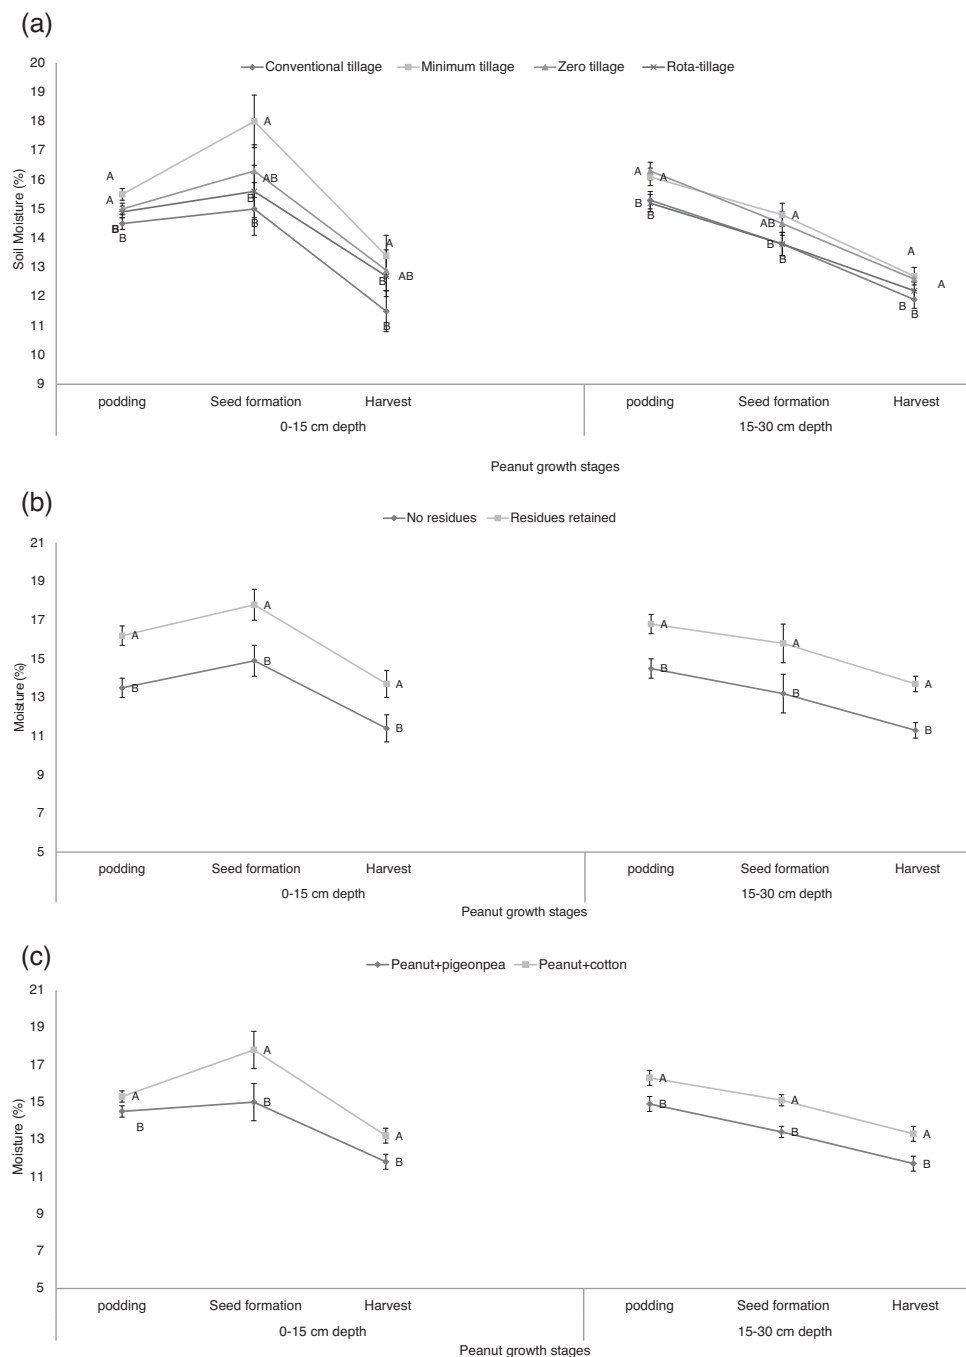 (a)
Conventional tillage Minimum tillage Zero tillage Rota-tillage
Soil Moisture (%)
20
19
18
17
16
15
14
13
12
11
10
9
A
A
B
B
A
AB
B
B
A
AB
B
B
A
A
B
B
A
AB
B
B
A
A
B
B
podding Seed formation Harvest podding Seed formation Harvest
0-15 cm depth 15-30 cm depth
Peanut growth stages
(b)
No residues Residues retained
Moisture (%)
21
19
17
15
13
11
9
7
5
A
B
A
B
A
B
A
B
A
B
A
B
podding Seed formation Harvest podding Seed formation Harvest
0-15 cm depth 15-30 cm depth
Peanut growth stages
(c)
Peanut+pigeonpea Peanut+cotton
Moisture (%)
21
19
17
15
13
11
9
7
5
A
B
A
B
A
B
A
B
A
B
A
B
podding Seed formation Harvest podding Seed formation Harvest
0-15 cm depth 15-30 cm depth
Peanut growth stages